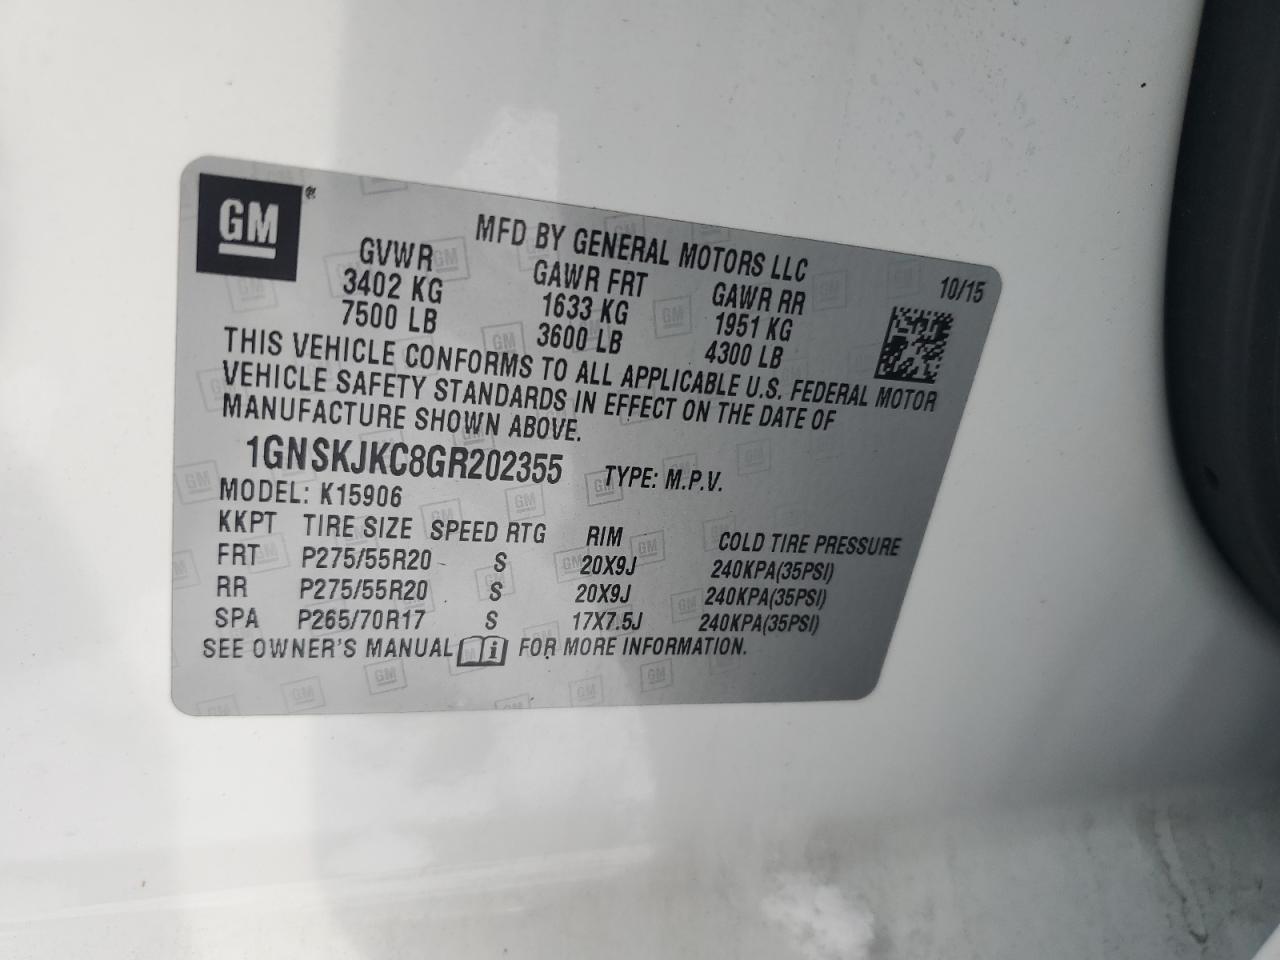 GM ®
MFD BY GENERAL MOTORS LLC
10/15
GVWR GAWR FRT GAWR RR
3402 KG 1633 KG 1951 KG
7500 LB 3600 LB 4300 LB
THIS VEHICLE CONFORMS TO ALL APPLICABLE U.S. FEDERAL MOTOR
VEHICLE SAFETY STANDARDS IN EFFECT ON THE DATE OF
MANUFACTURE SHOWN ABOVE.
1GNSKJKC8GR202355 TYPE: M.P.V.
MODEL: K15906
KKPT TIRE SIZE SPEED RTG RIM COLD TIRE PRESSURE
FRT P275/55R20 S 20X9J 240KPA(35PSI)
RR P275/55R20 S 20X9J 240KPA(35PSI)
SPA P265/70R17 S 17X7.5J 240KPA(35PSI)
SEE OWNER'S MANUAL i FOR MORE INFORMATION.